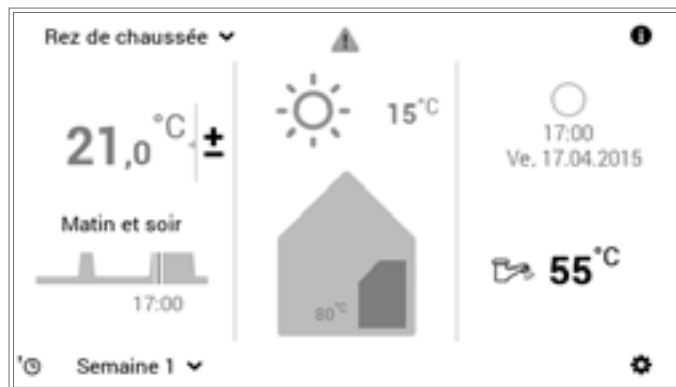 Rez de chaussée
21,0 °C
±
Matin et soir
17:00
Semaine 1
15 °C
80 °C
17:00
Ve, 17.04.2015
55 °C